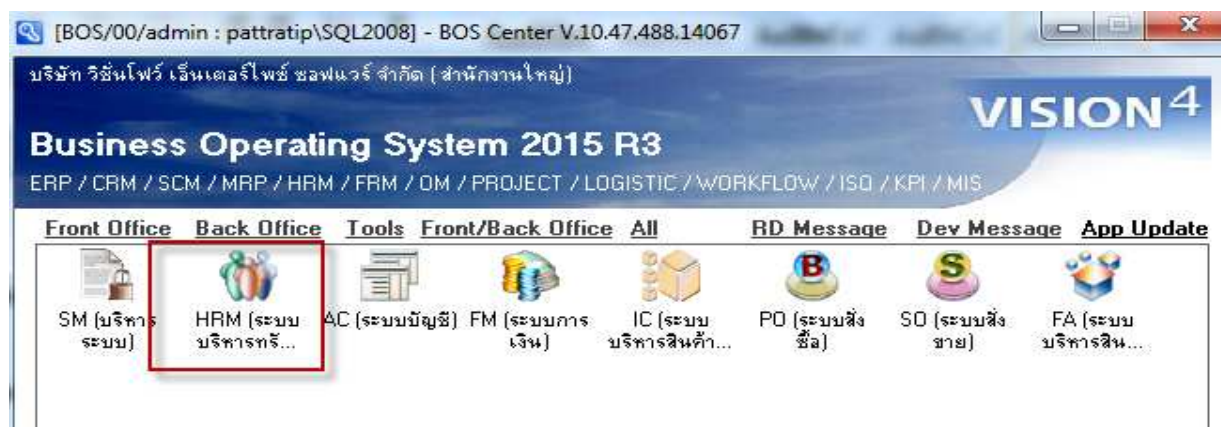 [BOS/00/admin : pattratip\SQL2008] - BOS Center V.10.47.488.14067
บริษัท วิชั่นโฟว์ เอ็นเตอร์ไพซ์ ซอฟแวร์ จำกัด (สำนักงานใหญ่)
VISION4
Business Operating System 2015 R3
ERP / CRM / SCM / MRP / HRM / FRM / OM / PROJECT / LOGISTIC / WORKFLOW / ISO / KPI / MIS
Front Office Back Office Tools Front/Back Office All RD Message Dev Message App Update
B S
SM (บริหาร HRM (ระบบ AC (ระบบบัญชี) FM (ระบบการ IC (ระบบ PO (ระบบสั่ง SO (ระบบสั่ง FA (ระบบ
ระบบ) บริหารทรั... เงิน) บริหารสินค้า... ซื้อ) ขาย) บริหารสิน...